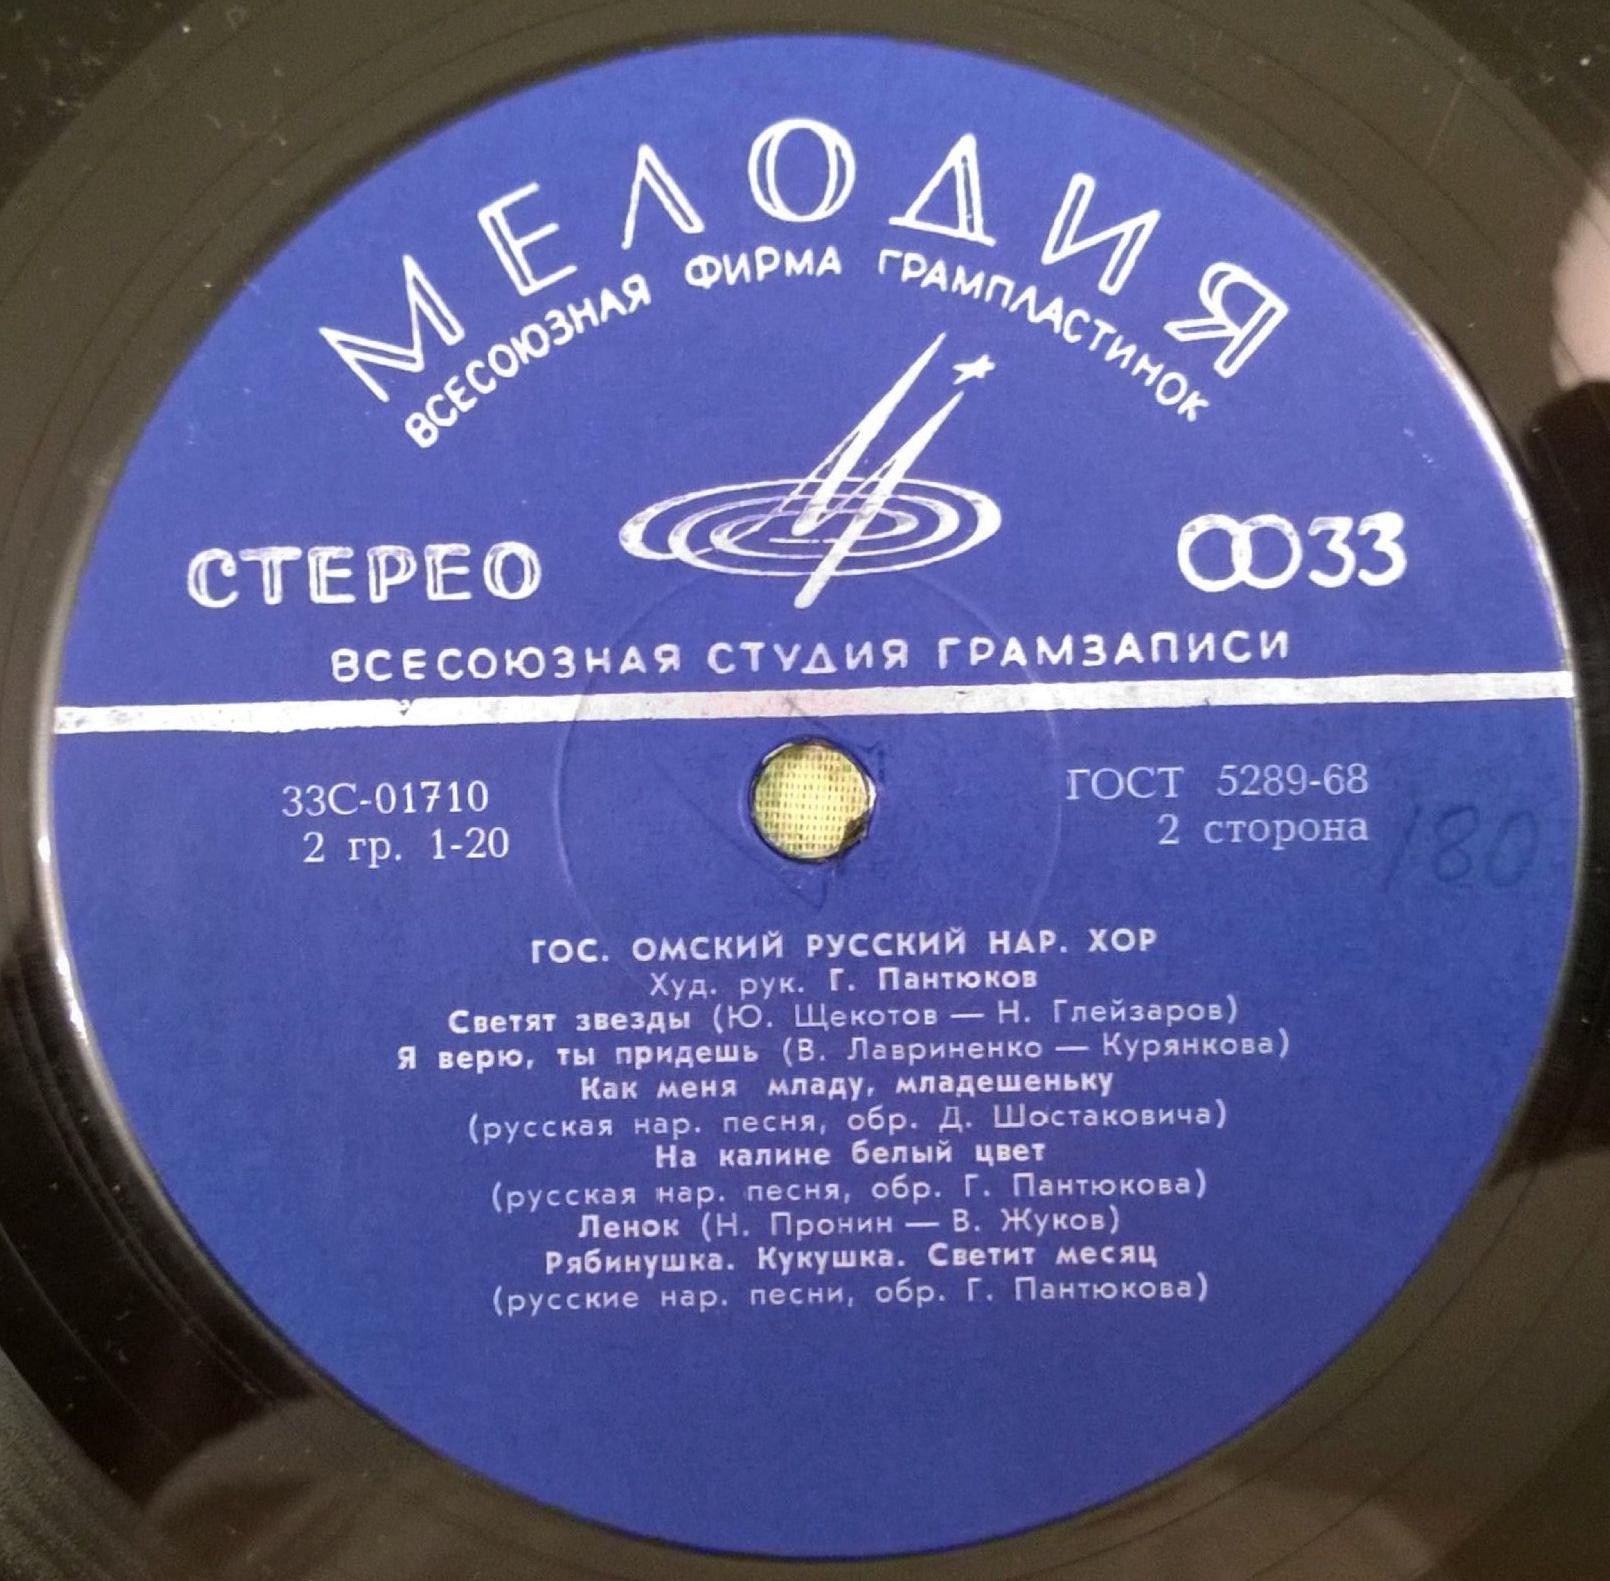 МЕЛОДИЯ
ВСЕСОЮЗНАЯ ФИРМА ГРАМПЛАСТИНОК
СТЕРЕО
33
ВСЕСОЮЗНАЯ СТУДИЯ ГРАМЗАПИСИ
33С-01710
2 гр. 1-20
ГОСТ 5289-68
2 сторона
180
ГОС. ОМСКИЙ РУССКИЙ НАР. ХОР
Худ. рук. Г. Пантюков
Светят звезды (Ю. Щекотов — Н. Глейзаров)
Я верю, ты придешь (В. Лавриненко — Курянкова)
Как меня младу, младешеньку
(русская нар. песня, обр. Д. Шостаковича)
На калине белый цвет
(русская нар. песня, обр. Г. Пантюкова)
Ленок (Н. Пронин — В. Жуков)
Рябинушка. Кукушка. Светит месяц
(русские нар. песни, обр. Г. Пантюкова)